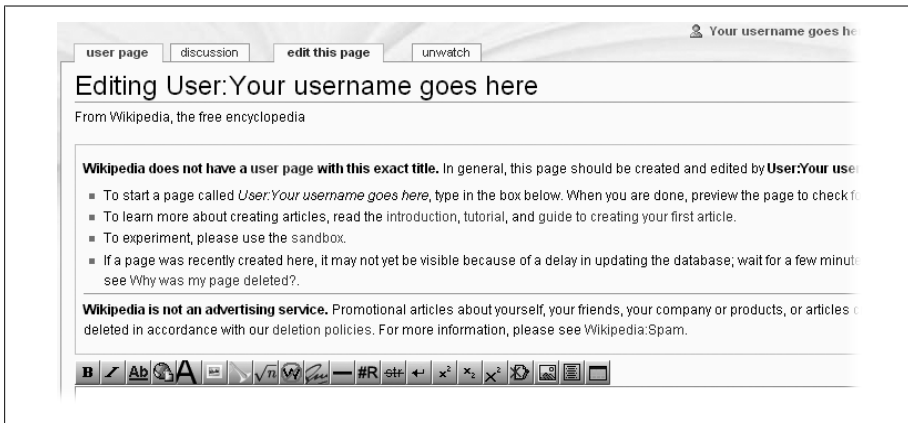 Your username goes he
user page discussion edit this page unwatch
Editing User:Your username goes here
From Wikipedia, the free encyclopedia
Wikipedia does not have a user page with this exact title. In general, this page should be created and edited by User:Your use
To start a page called User:Your username goes here, type in the box below. When you are done, preview the page to check
To learn more about creating articles, read the introduction, tutorial, and guide to creating your first article.
To experiment, please use the sandbox.
If a page was recently created here, it may not yet be visible because of a delay in updating the database; wait for a few minute
see Why was my page deleted?.
Wikipedia is not an advertising service. Promotional articles about yourself, your friends, your company or products, or articles
deleted in accordance with our deletion policies. For more information, please see Wikipedia:Spam.
B I Ab A √n W — #R str x² x₂ x²